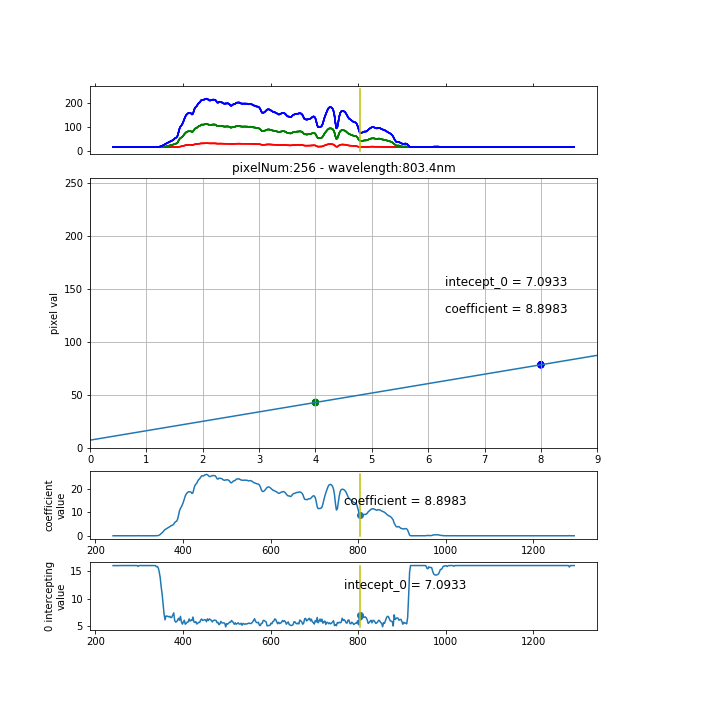 200
100
0
pixelNum:256 - wavelength:803.4nm
250
200
150
100
50
0
pixel val
intecept_0 = 7.0933
coefficient = 8.8983
0 1 2 3 4 5 6 7 8 9
20
10
0
coefficient
value
coefficient = 8.8983
200 400 600 800 1000 1200
15
10
5
0 intercepting
value
intecept_0 = 7.0933
200 400 600 800 1000 1200